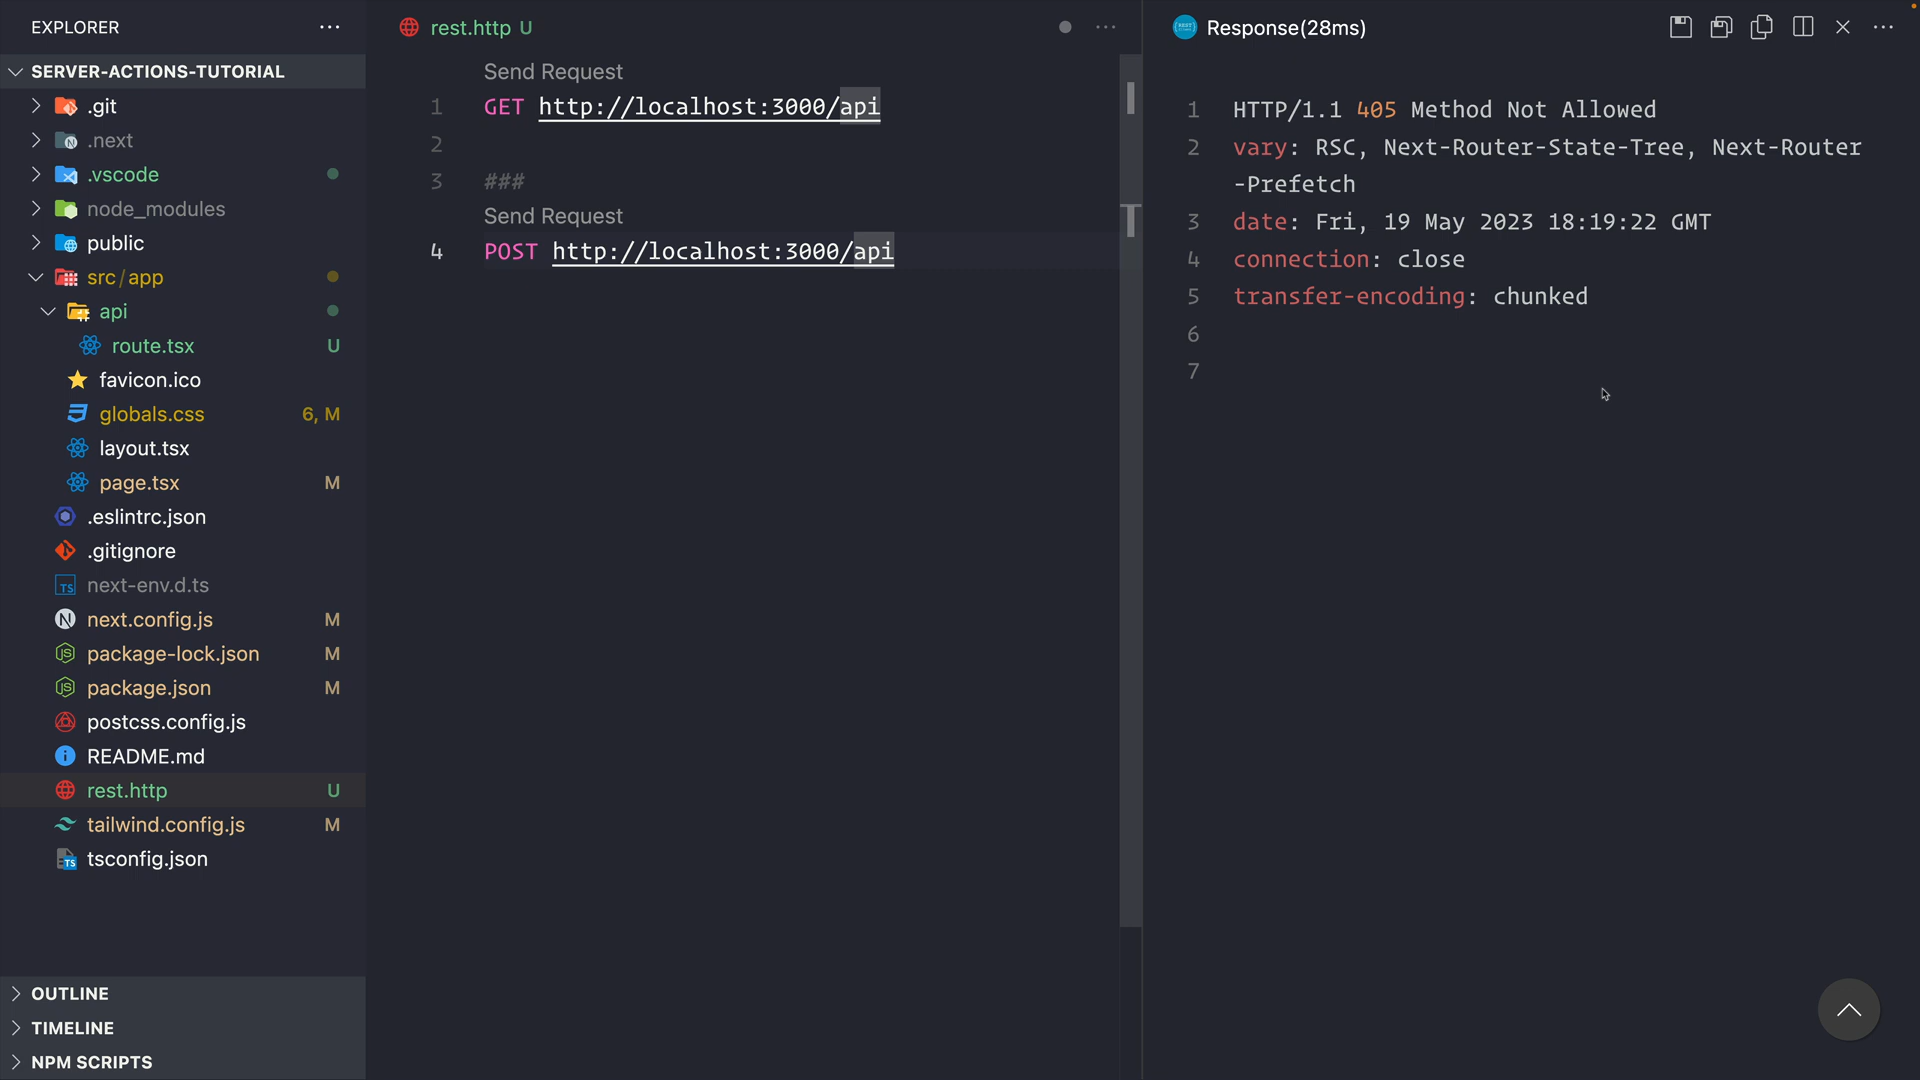 EXPLORER
SERVER-ACTIONS-TUTORIAL
.git
.next
.vscode
node_modules
public
src/app
api
route.tsx U
favicon.ico
globals.css 6, M
layout.tsx
page.tsx M
.eslintrc.json
.gitignore
next-env.d.ts
next.config.js M
package-lock.json M
package.json M
postcss.config.js
README.md
rest.http U
tailwind.config.js M
tsconfig.json
OUTLINE
TIMELINE
NPM SCRIPTS
rest.http U
Send Request
1 GET http://localhost:3000/api
2
3 ###
Send Request
4 POST http://localhost:3000/api
Response(28ms)
1 HTTP/1.1 405 Method Not Allowed
2 vary: RSC, Next-Router-State-Tree, Next-Router
-Prefetch
3 date: Fri, 19 May 2023 18:19:22 GMT
4 connection: close
5 transfer-encoding: chunked
6
7